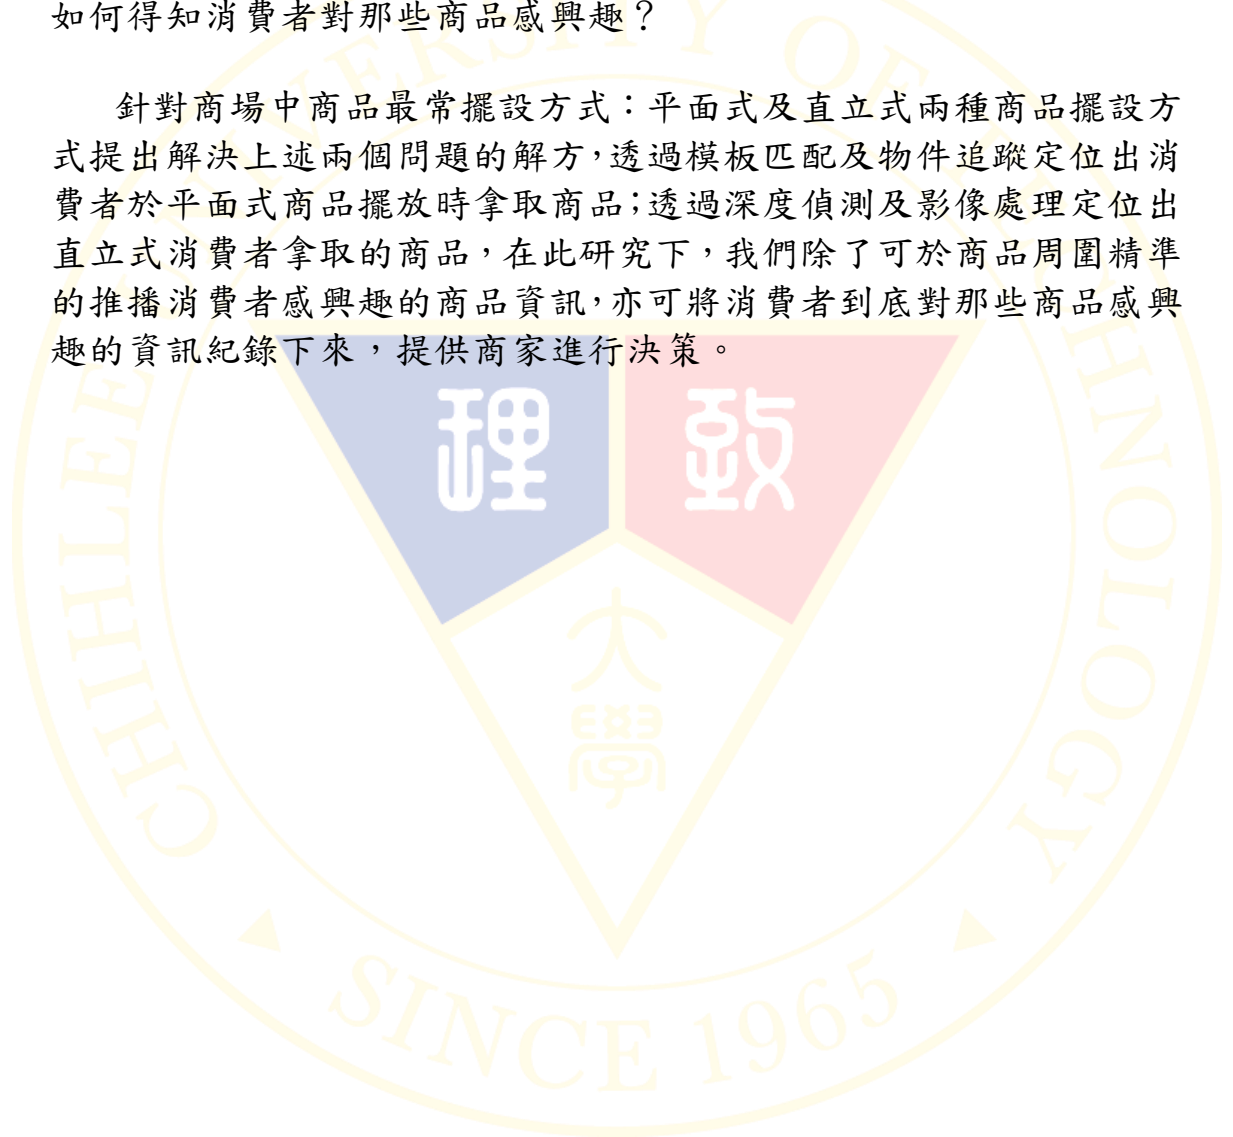 如何得知消費者對那些商品感興趣？
針對商場中商品最常擺設方式：平面式及直立式兩種商品擺設方
式提出解決上述兩個問題的解方，透過模板匹配及物件追蹤定位出消
費者於平面式商品擺放時拿取商品；透過深度偵測及影像處理定位出
直立式消費者拿取的商品，在此研究下，我們除了可於商品周圍精準
的推播消費者感興趣的商品資訊，亦可將消費者到底對那些商品感興
趣的資訊紀錄下來，提供商家進行決策。
理 致
大
學
CHIHLEE UNIVERSITY OF TECHNOLOGY
SINCE 1965